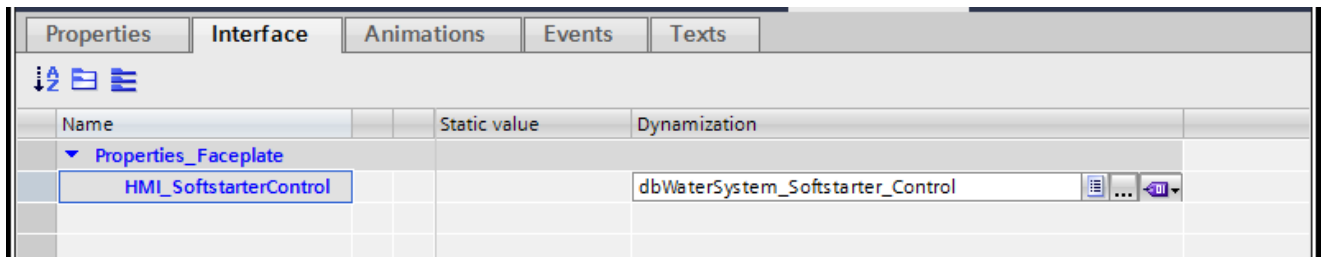 Properties Interface Animations Events Texts
Name Static value Dynamization
Properties_Faceplate
HMI_SoftstarterControl dbWaterSystem_Softstarter_Control ...